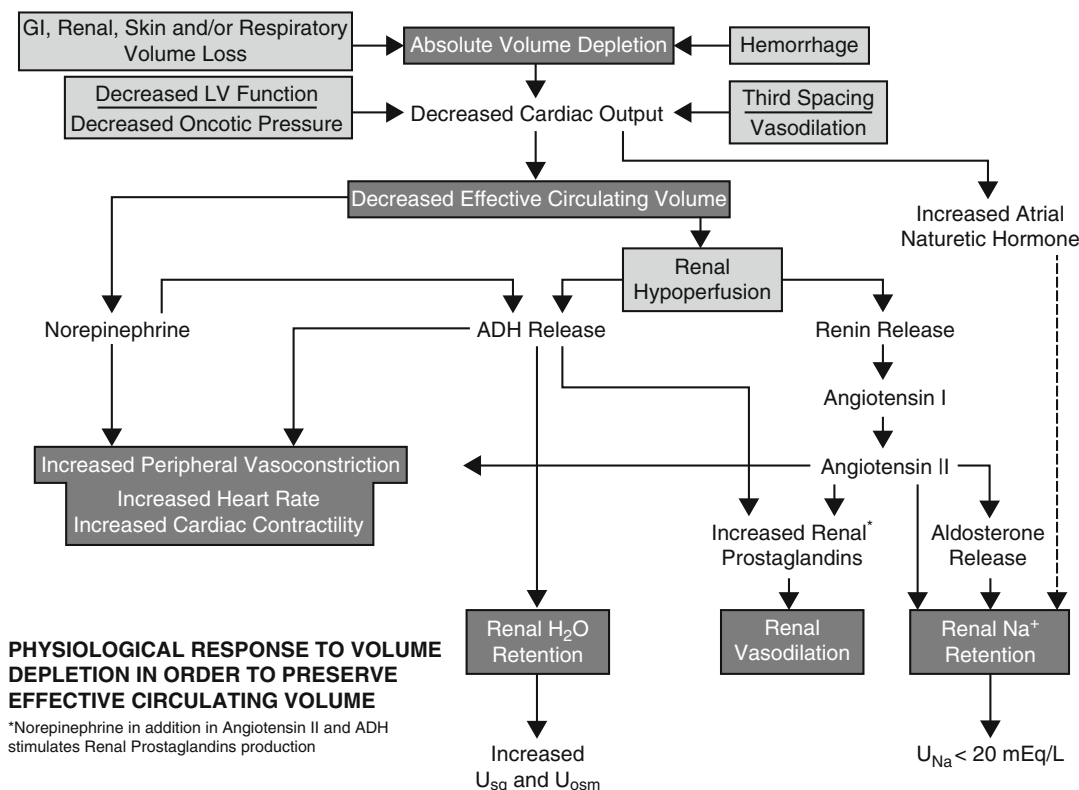 GI, Renal, Skin and/or Respiratory
Volume Loss
Absolute Volume Depletion
Hemorrhage
Decreased LV Function
Decreased Oncotic Pressure
Decreased Cardiac Output
Third Spacing
Vasodilation
Decreased Effective Circulating Volume
Increased Atrial
Naturetic Hormone
Renal
Hypoperfusion
Norepinephrine
ADH Release
Renin Release
Angiotensin I
Increased Peripheral Vasoconstriction
Angiotensin II
Increased Heart Rate
Increased Cardiac Contractility
Increased Renal*
Prostaglandins
Aldosterone
Release
Renal H₂O
Retention
Renal
Vasodilation
Renal Na⁺
Retention
PHYSIOLOGICAL RESPONSE TO VOLUME
DEPLETION IN ORDER TO PRESERVE
EFFECTIVE CIRCULATING VOLUME
*Norepinephrine in addition in Angiotensin II and ADH
stimulates Renal Prostaglandins production
Increased
Usg and Uosm
UNa < 20 mEq/L